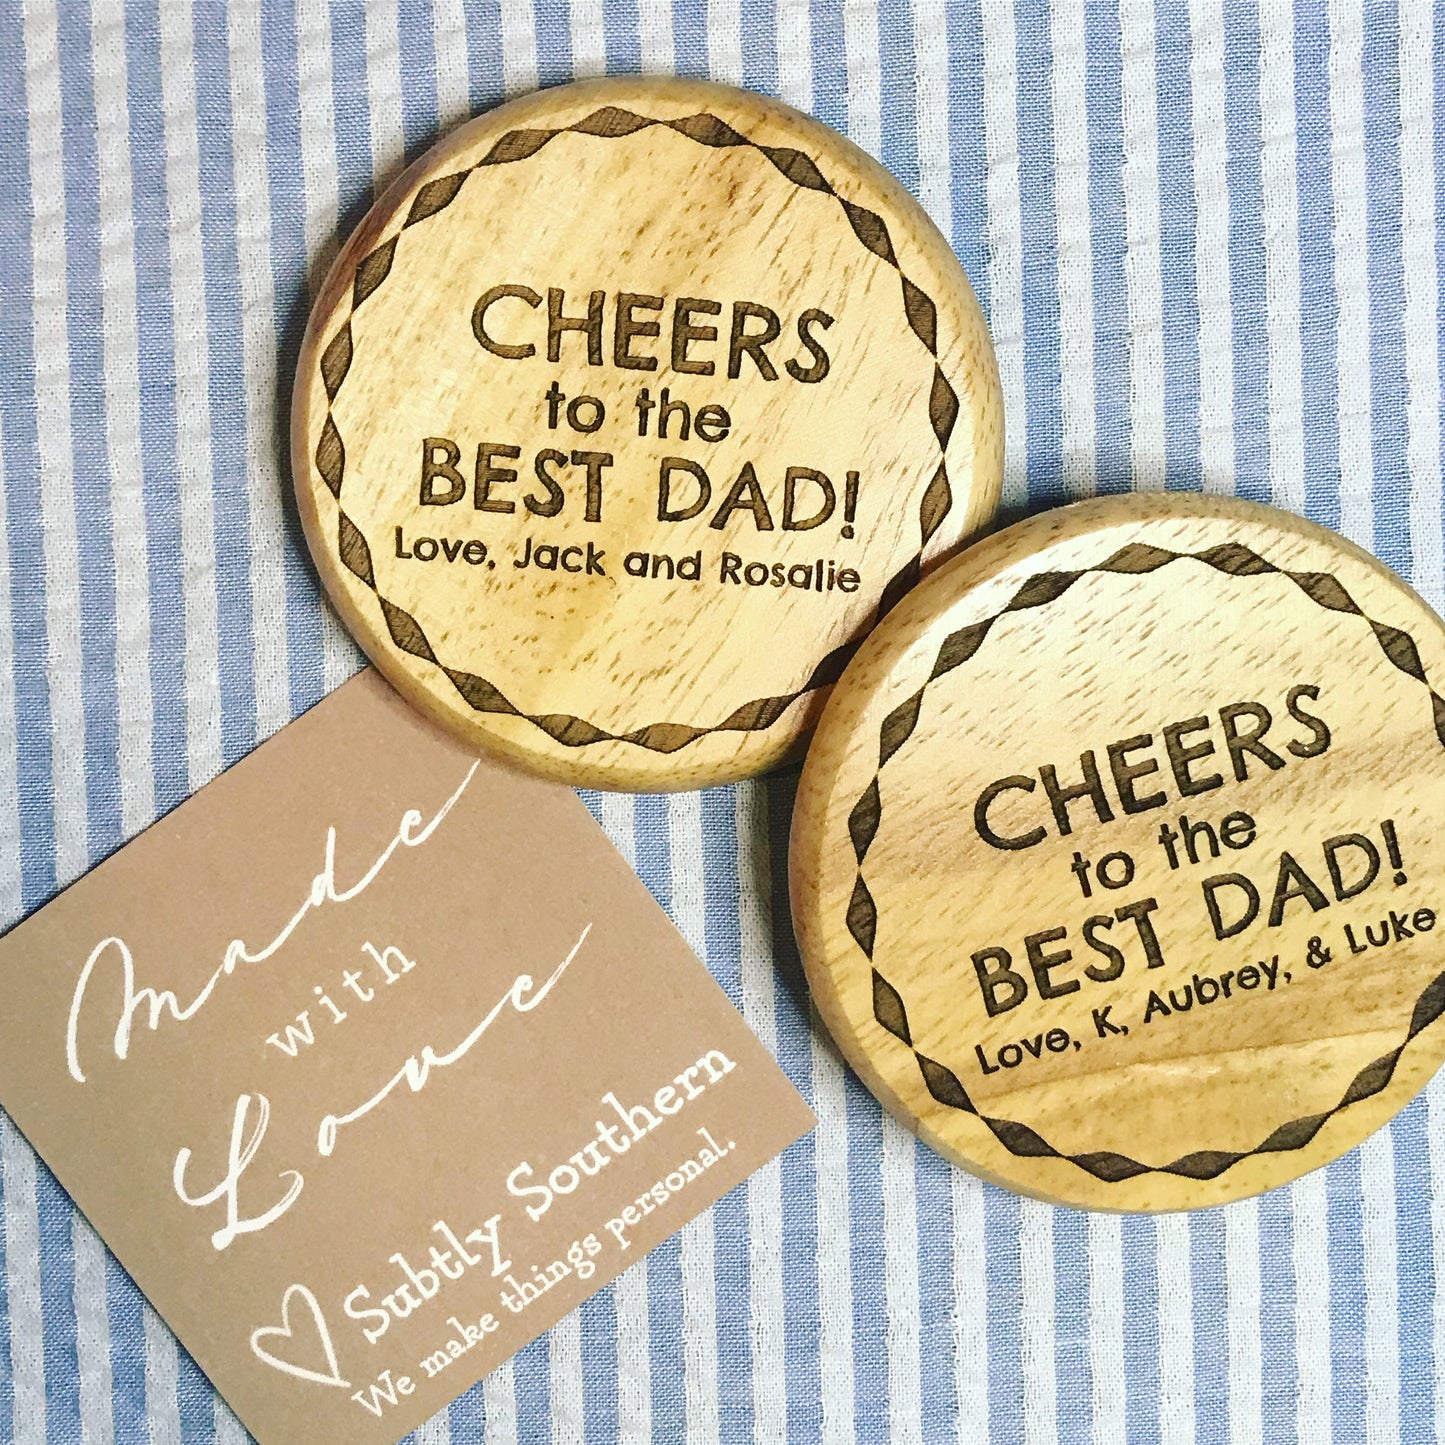 CHEERS
to the
BEST DAD!
Love, Jack and Rosalie
CHEERS
to the
BEST DAD!
Love, K, Aubrey, & Luke
Made
with
Love
Subtly Southern
We make things personal.